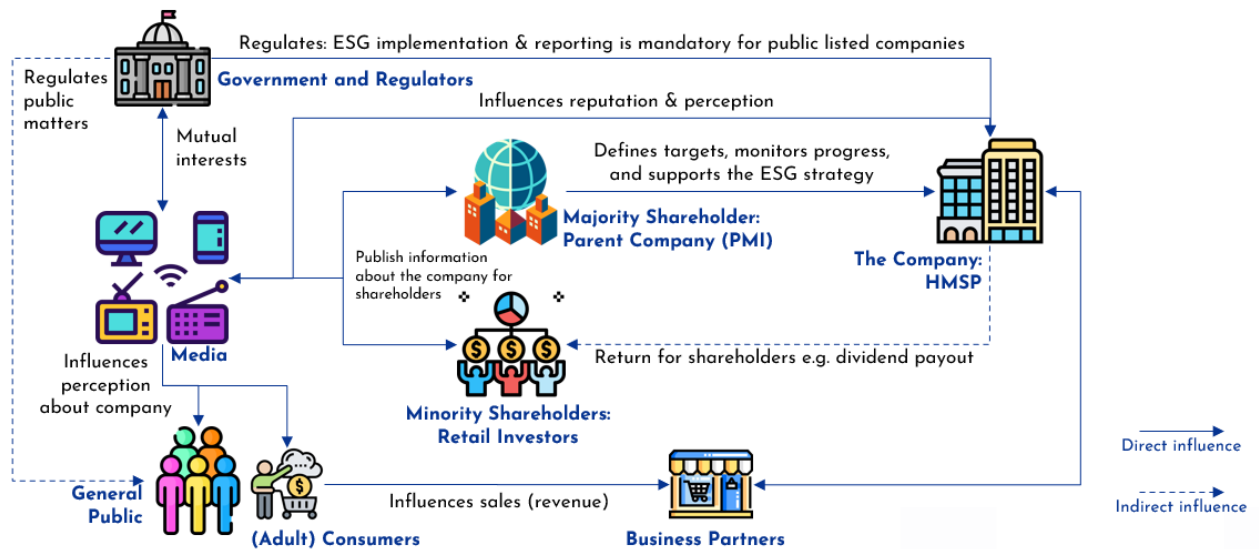 Regulates: ESG implementation & reporting is mandatory for public listed companies
Government and Regulators
Regulates
public
matters
Influences reputation & perception
Mutual
interests
Defines targets, monitors progress,
and supports the ESG strategy
Majority Shareholder:
Parent Company (PMI)
The Company:
HMSP
Publish information
about the company for
shareholders
Media
Influences
perception
about company
Return for shareholders e.g. dividend payout
Minority Shareholders:
Retail Investors
General
Public
(Adult) Consumers
Influences sales (revenue)
Business Partners
Direct influence
Indirect influence